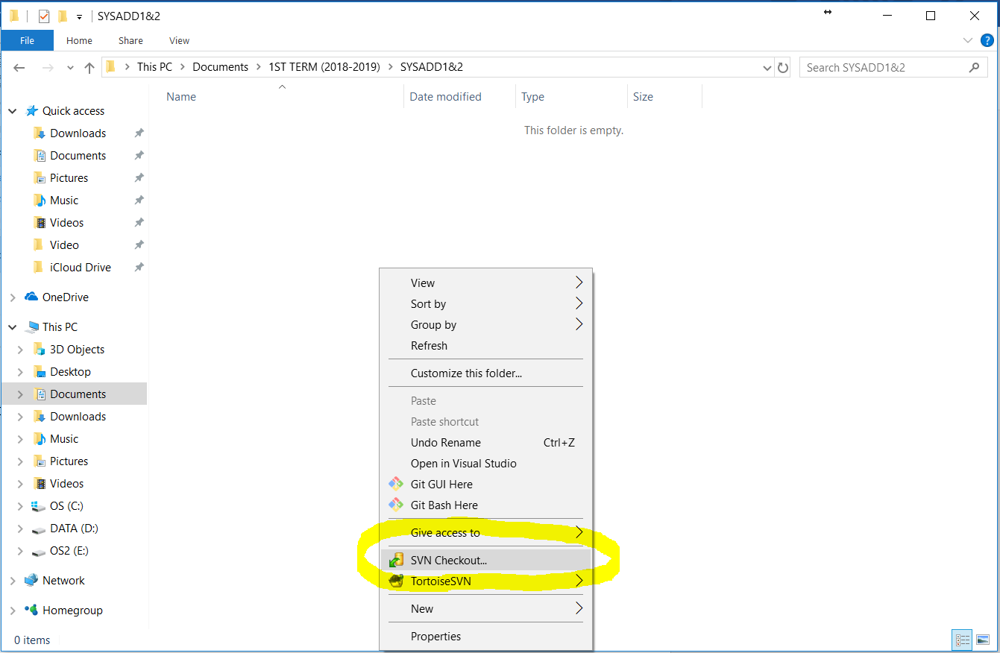 SYSADD1&2
File Home Share View
This PC Documents 1ST TERM (2018-2019) SYSADD1&2
Search SYSADD1&2
Name Date modified Type Size
This folder is empty.
Quick access
Downloads
Documents
Pictures
Music
Videos
Video
iCloud Drive
OneDrive
This PC
3D Objects
Desktop
Documents
Downloads
Music
Pictures
Videos
OS (C:)
DATA (D:)
OS2 (E:)
Network
Homegroup
0 items
View
Sort by
Group by
Refresh
Customize this folder...
Paste
Paste shortcut
Undo Rename Ctrl+Z
Open in Visual Studio
Git GUI Here
Git Bash Here
Give access to
SVN Checkout...
TortoiseSVN
New
Properties